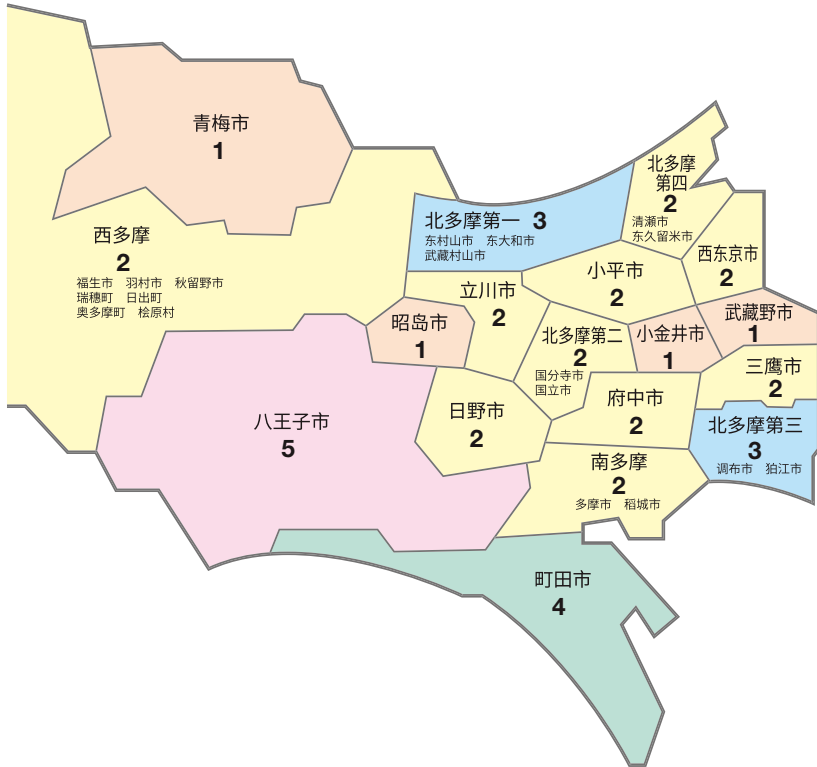 青梅市
1
西多摩
2
福生市　羽村市　秋留野市
瑞穗町　日出町
奥多摩町　桧原村
北多摩第一 3
东村山市　东大和市
武藏村山市
北多摩
第四
2
清瀬市
东久留米市
西东京市
2
小平市
2
立川市
2
昭岛市
1
北多摩第二
2
国分寺市
国立市
小金井市
1
武藏野市
1
三鹰市
2
府中市
2
北多摩第三
3
调布市　狛江市
日野市
2
八王子市
5
南多摩
2
多摩市　稻城市
町田市
4